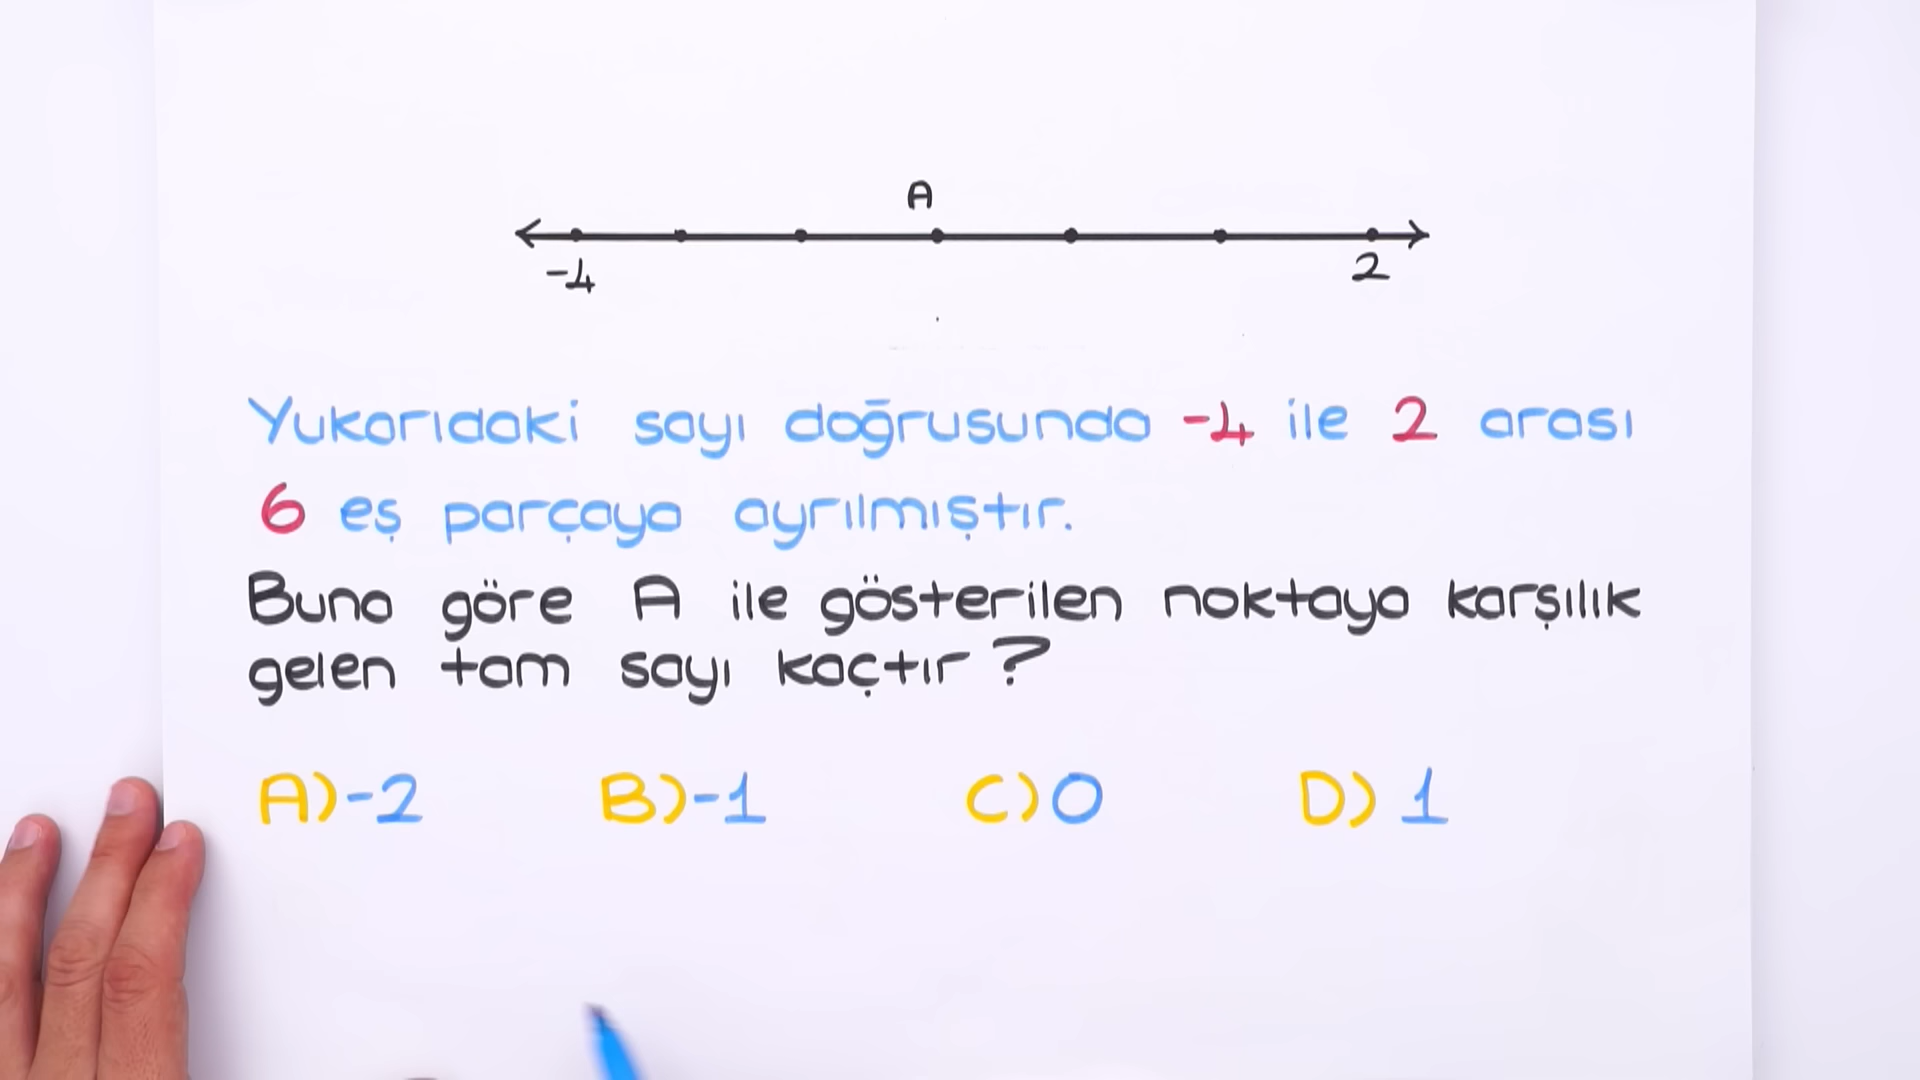 A
-4 2
Yukarıdaki sayı doğrusunda -4 ile 2 arası
6 eş parçaya ayrılmıştır.
Buna göre A ile gösterilen noktaya karşılık
gelen tam sayı kaçtır?
A) -2 B) -1 C) 0 D) 1